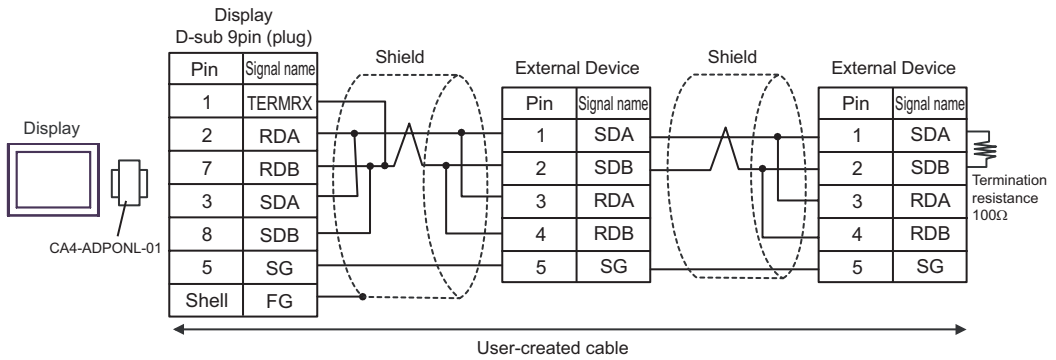 Display
D-sub 9pin (plug)
Pin Signal name
1 TERMRX
2 RDA
7 RDB
3 SDA
8 SDB
5 SG
Shell FG
Display
CA4-ADPONL-01
Shield
External Device
Pin Signal name
1 SDA
2 SDB
3 RDA
4 RDB
5 SG
Shield
External Device
Pin Signal name
1 SDA
2 SDB
3 RDA
4 RDB
5 SG
Termination
resistance
100Ω
User-created cable